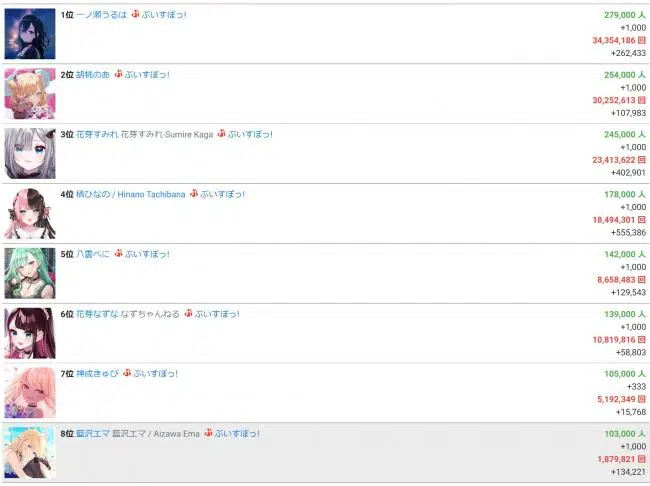 1位 一ノ瀬うるは ぶいすぽっ!
279,000 人
+1,000
34,354,186 回
+262,433
2位 胡桃のあ ぶいすぽっ!
254,000 人
+1,000
30,252,613 回
+107,983
3位 花芽すみれ 花芽すみれ-Sumire Kaga ぶいすぽっ!
245,000 人
+1,000
23,413,622 回
+402,901
4位 橘ひなの / Hinano Tachibana ぶいすぽっ!
178,000 人
+1,000
18,494,301 回
+555,386
5位 八雲べに ぶいすぽっ!
142,000 人
+1,000
8,658,483 回
+129,543
6位 花芽なずな なずちゃんねる ぶいすぽっ!
139,000 人
+1,000
10,819,816 回
+58,803
7位 神成きゅぴ ぶいすぽっ!
105,000 人
+333
5,192,349 回
+15,768
8位 藍沢エマ 藍沢エマ / Aizawa Ema ぶいすぽっ!
103,000 人
+1,000
1,879,821 回
+134,221